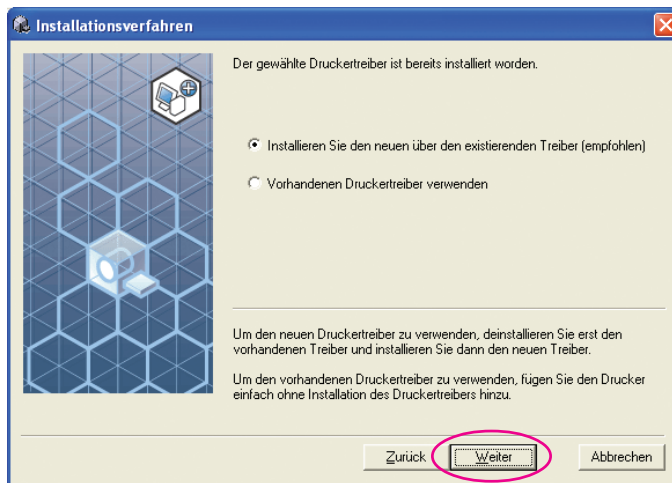 Installationsverfahren
Der gewählte Druckertreiber ist bereits installiert worden.
Installieren Sie den neuen über den existierenden Treiber (empfohlen)
Vorhandenen Druckertreiber verwenden
Um den neuen Druckertreiber zu verwenden, deinstallieren Sie erst den
vorhandenen Treiber und installieren Sie dann den neuen Treiber.
Um den vorhandenen Druckertreiber zu verwenden, fügen Sie den Drucker
einfach ohne Installation des Druckertreibers hinzu.
Zurück Weiter Abbrechen